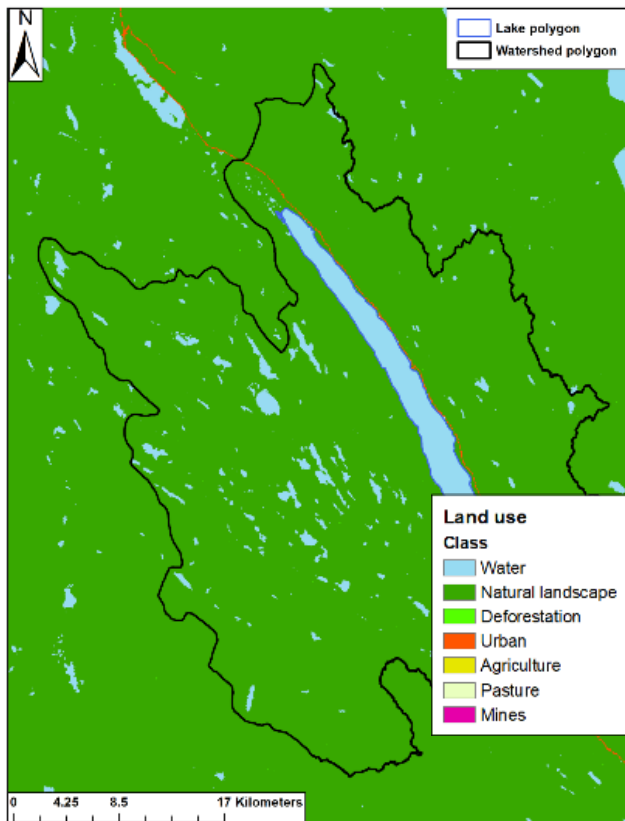 N
Lake polygon
Watershed polygon
Land use
Class
Water
Natural landscape
Deforestation
Urban
Agriculture
Pasture
Mines
0 4.25 8.5 17 Kilometers